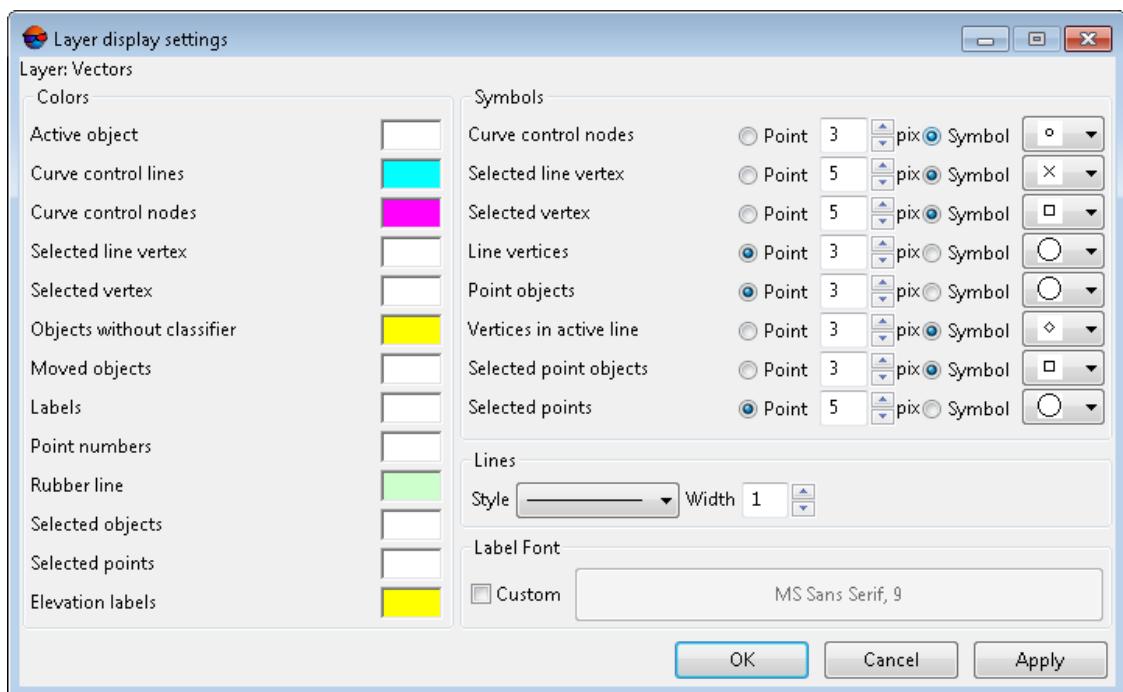 Layer display settings
Layer: Vectors
Colors
Active object
Curve control lines
Curve control nodes
Selected line vertex
Selected vertex
Objects without classifier
Moved objects
Labels
Point numbers
Rubber line
Selected objects
Selected points
Elevation labels
Symbols
Curve control nodes Point 3 pix Symbol
Selected line vertex Point 5 pix Symbol
Selected vertex Point 5 pix Symbol
Line vertices Point 3 pix Symbol
Point objects Point 3 pix Symbol
Vertices in active line Point 3 pix Symbol
Selected point objects Point 3 pix Symbol
Selected points Point 5 pix Symbol
Lines
Style Width 1
Label Font
Custom MS Sans Serif, 9
OK Cancel Apply